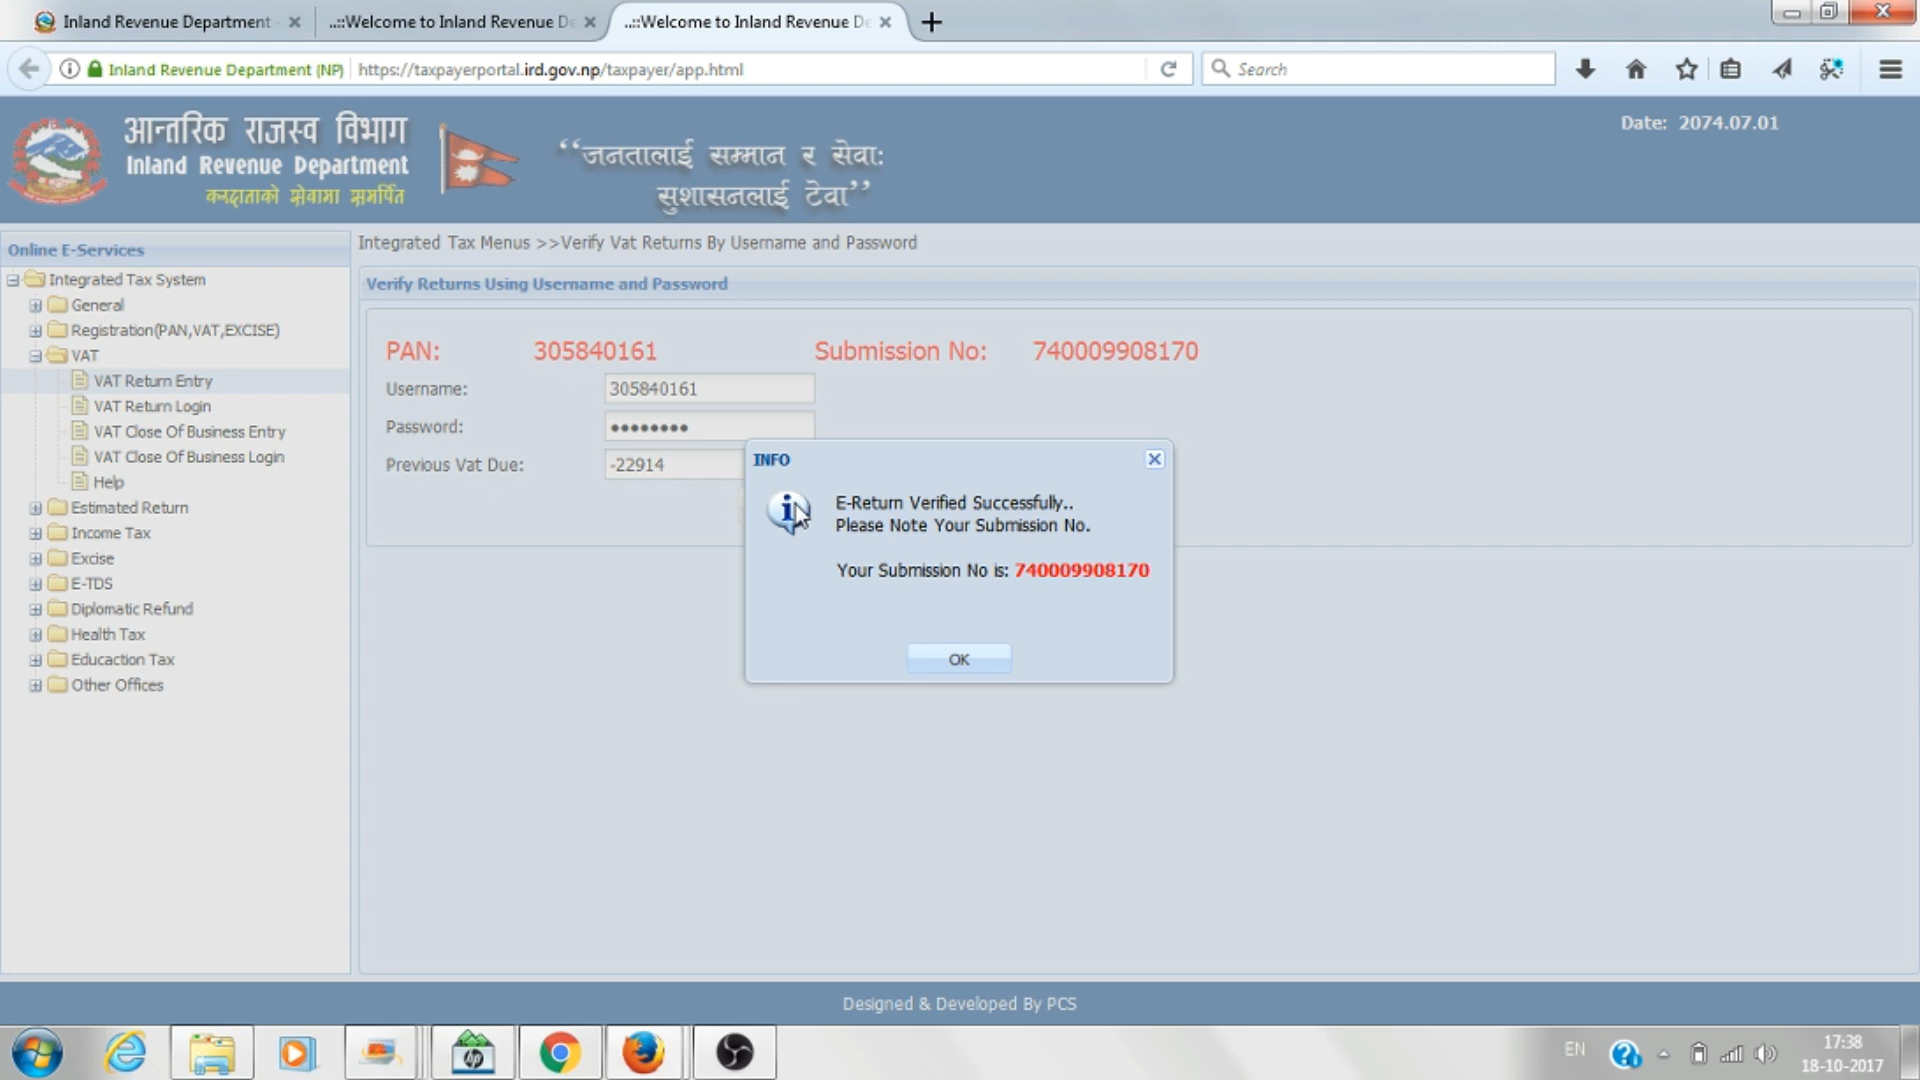 Inland Revenue Department
..::Welcome to Inland Revenue De
..::Welcome to Inland Revenue De
Inland Revenue Department (NP)
https://taxpayerportal.ird.gov.np/taxpayer/app.html
Search
आन्तरिक राजस्व विभाग
Inland Revenue Department
करदाताको सेवामा समर्पित
“जनतालाई सम्मान र सेवाः
सुशासनलाई टेवा”
Date: 2074.07.01
Online E-Services
Integrated Tax System
General
Registration(PAN,VAT,EXCISE)
VAT
VAT Return Entry
VAT Return Login
VAT Close Of Business Entry
VAT Close Of Business Login
Help
Estimated Return
Income Tax
Excise
E-TDS
Diplomatic Refund
Health Tax
Educaction Tax
Other Offices
Integrated Tax Menus >>Verify Vat Returns By Username and Password
Verify Returns Using Username and Password
PAN: 305840161 Submission No: 740009908170
Username: 305840161
Password: ••••••••
Previous Vat Due: -22914
INFO
E-Return Verified Successfully..
Please Note Your Submission No.
Your Submission No is: 740009908170
OK
Designed & Developed By PCS
hp
EN
17:38
18-10-2017